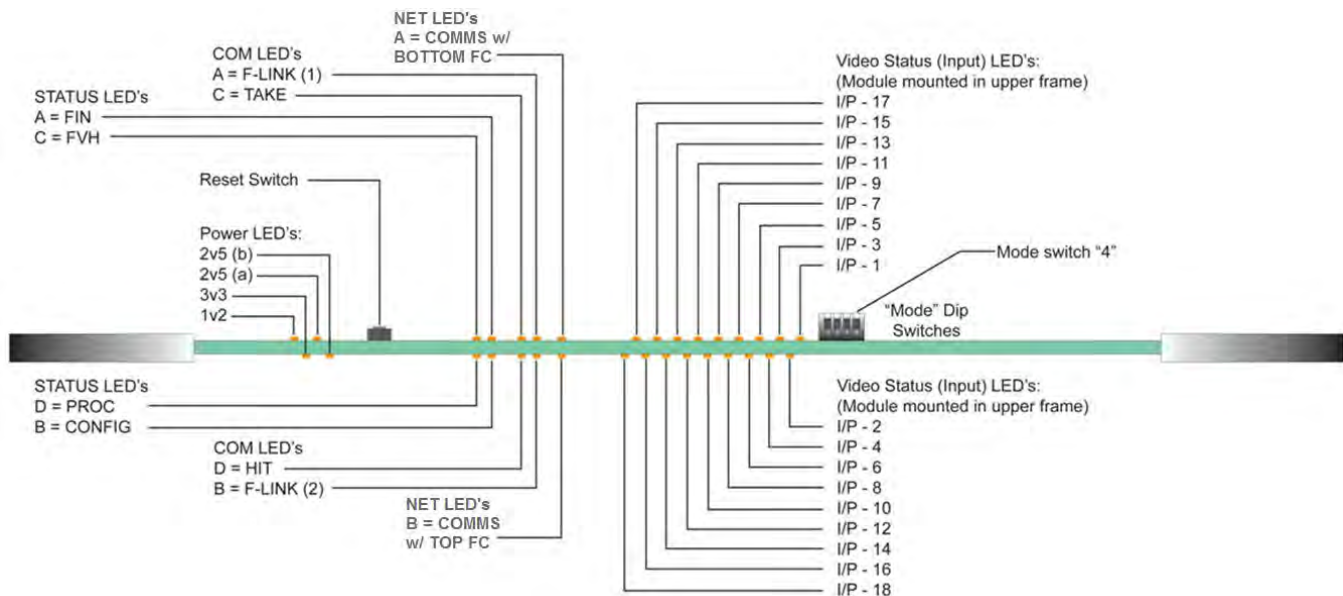 NET LED's
A = COMMS w/
BOTTOM FC
COM LED's
A = F-LINK (1)
C = TAKE
STATUS LED's
A = FIN
C = FVH
Reset Switch
Power LED's:
2v5 (b)
2v5 (a)
3v3
1v2
Video Status (Input) LED's:
(Module mounted in upper frame)
I/P - 17
I/P - 15
I/P - 13
I/P - 11
I/P - 9
I/P - 7
I/P - 5
I/P - 3
I/P - 1
Mode switch “4”
“Mode” Dip
Switches
STATUS LED's
D = PROC
B = CONFIG
COM LED's
D = HIT
B = F-LINK (2)
NET LED's
B = COMMS
w/ TOP FC
Video Status (Input) LED's:
(Module mounted in upper frame)
I/P - 2
I/P - 4
I/P - 6
I/P - 8
I/P - 10
I/P - 12
I/P - 14
I/P - 16
I/P - 18